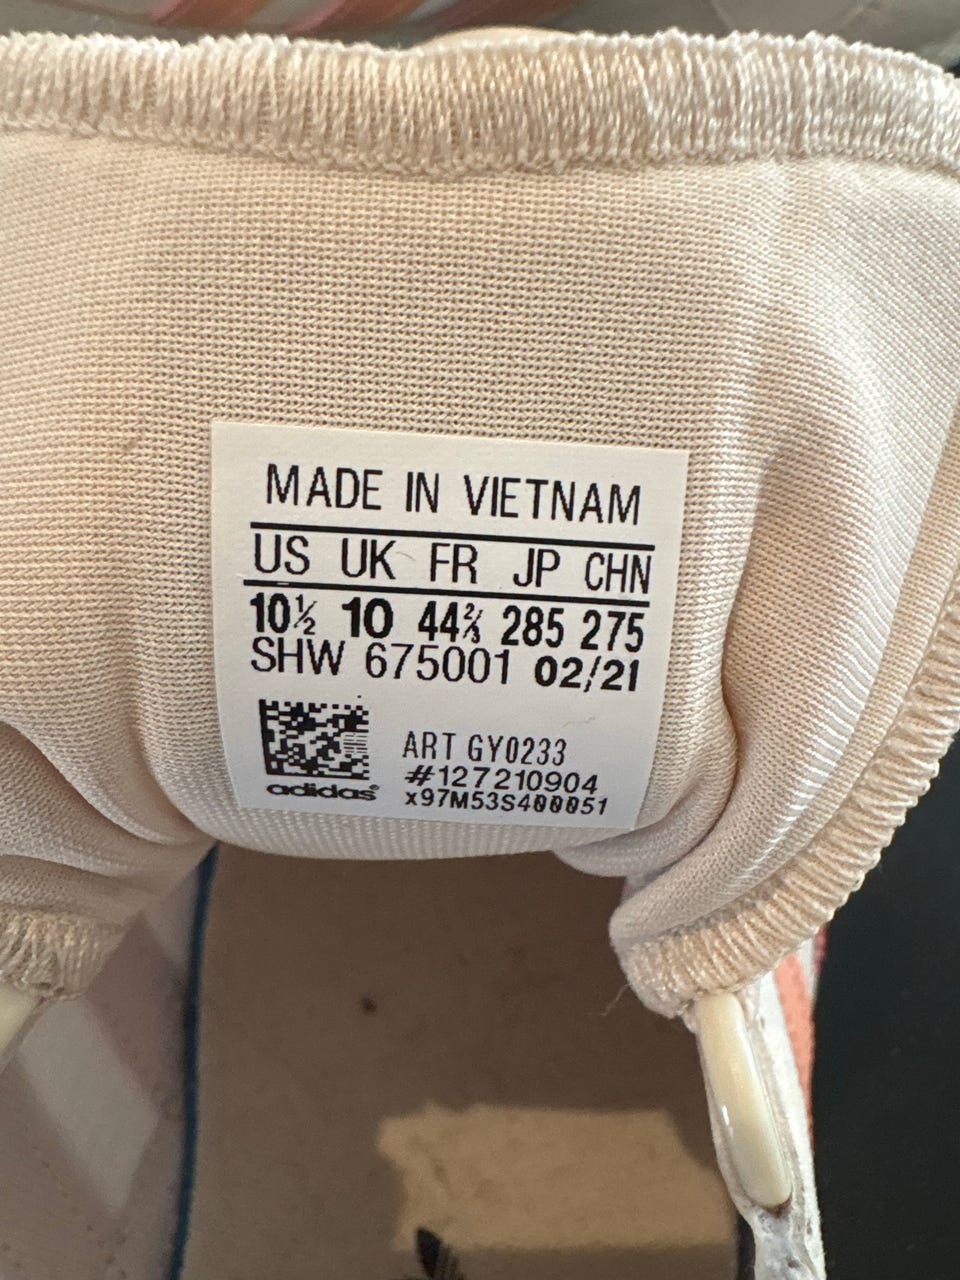 MADE IN VIETNAM
US UK FR JP CHN
10½ 10 44⅔ 285 275
SHW 675001 02/21
ART GY0233
#127210904
adidas x97M53S400051